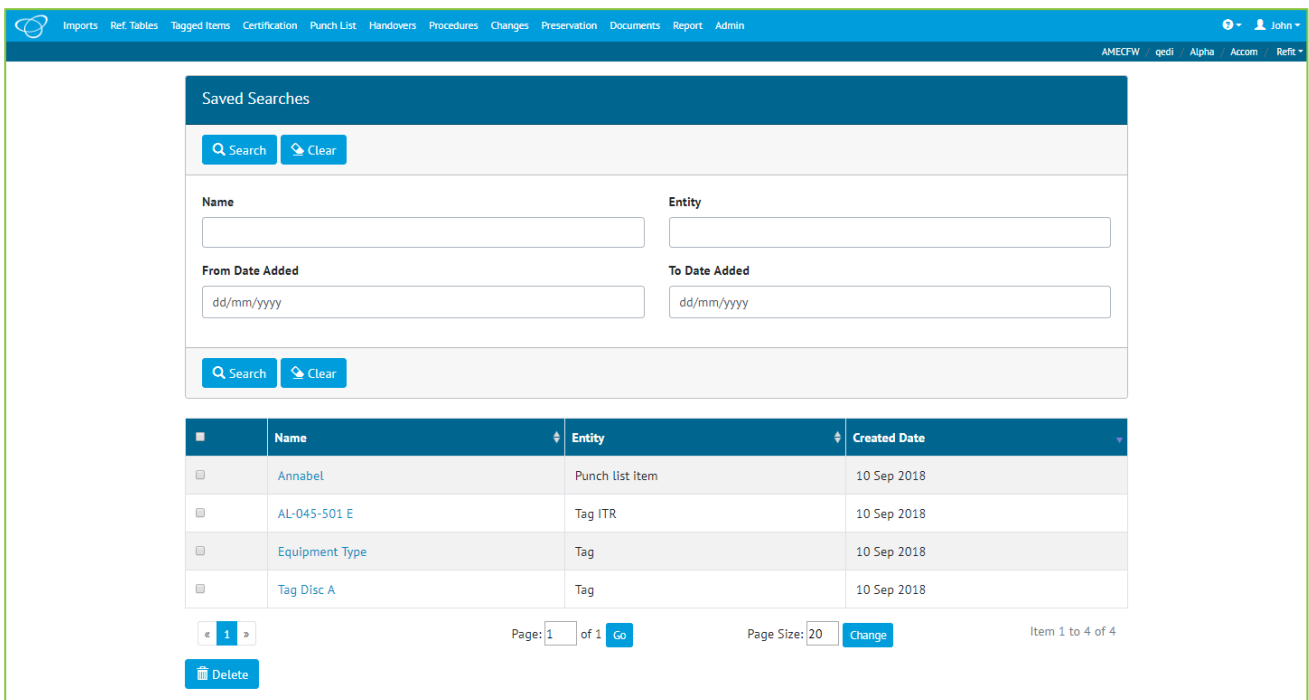 Imports Ref. Tables Tagged Items Certification Punch List Handovers Procedures Changes Preservation Documents Report Admin ? John
AMECFW / qedi / Alpha / Accom / Refit
Saved Searches
Search Clear
Name Entity
From Date Added To Date Added
dd/mm/yyyy dd/mm/yyyy
Search Clear
Name Entity Created Date
Annabel Punch list item 10 Sep 2018
AL-045-501 E Tag ITR 10 Sep 2018
Equipment Type Tag 10 Sep 2018
Tag Disc A Tag 10 Sep 2018
« 1 » Page: 1 of 1 Go Page Size: 20 Change Item 1 to 4 of 4
Delete